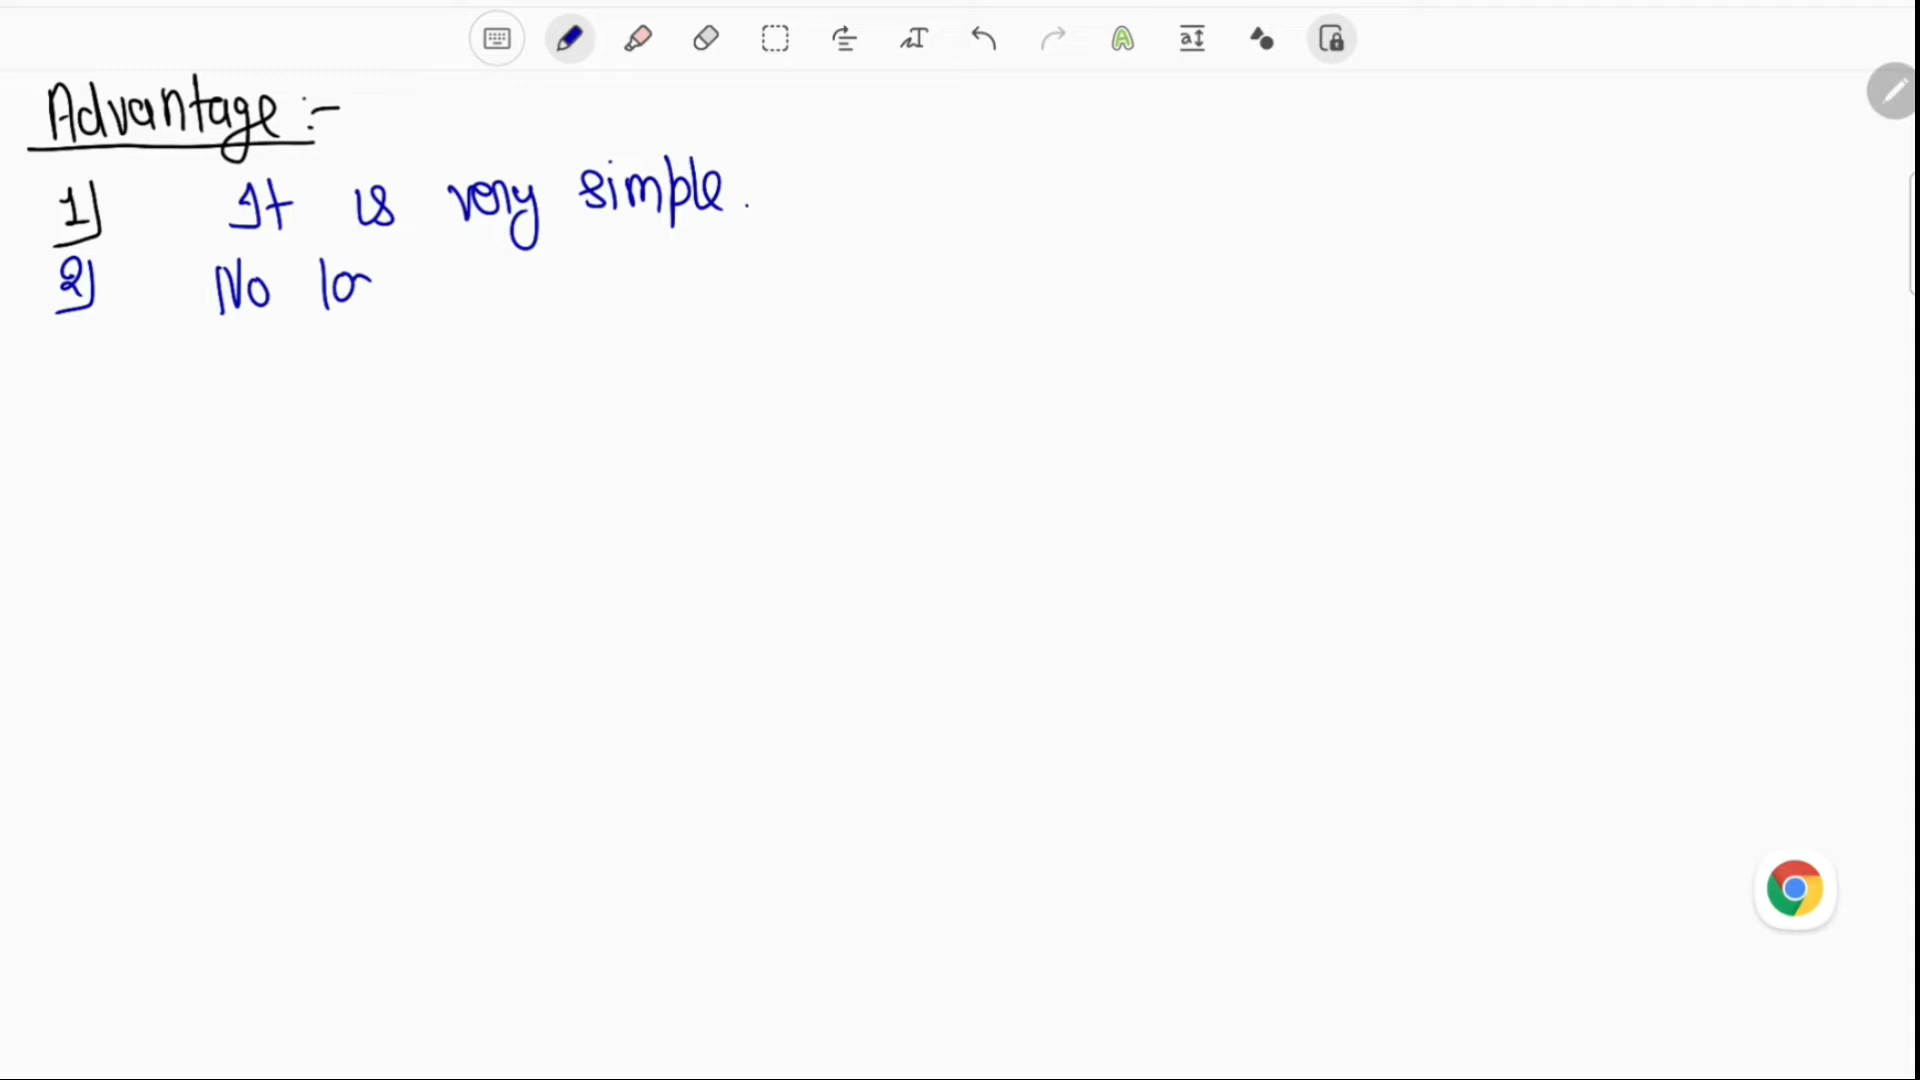 Advantage :-
1) It is very simple.
2) No lo